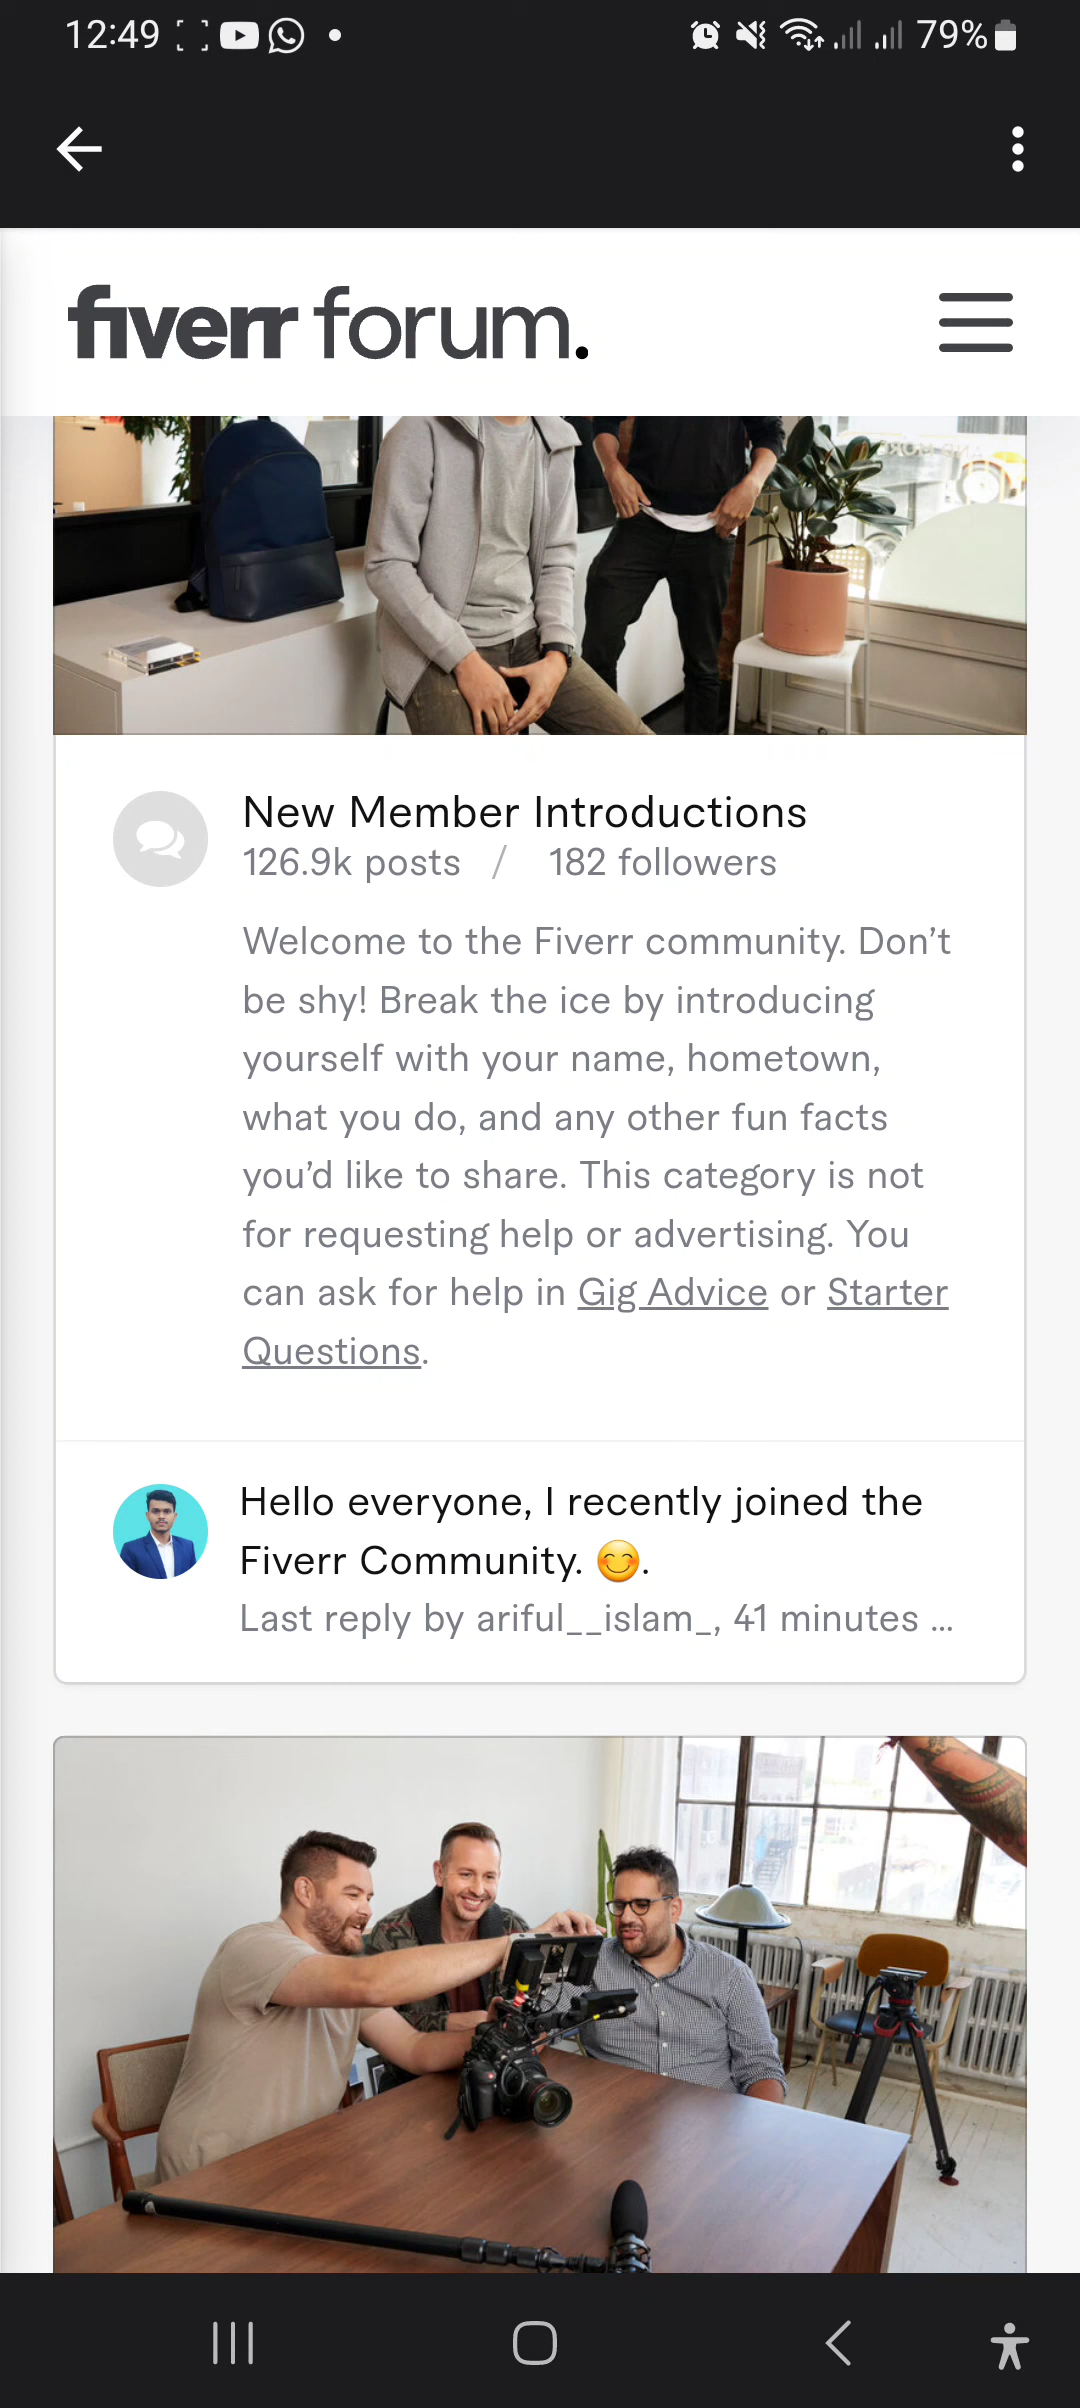 12:49
79%
fiverr forum.
New Member Introductions
126.9k posts / 182 followers
Welcome to the Fiverr community. Don’t
be shy! Break the ice by introducing
yourself with your name, hometown,
what you do, and any other fun facts
you’d like to share. This category is not
for requesting help or advertising. You
can ask for help in Gig Advice or Starter
Questions.
Hello everyone, I recently joined the
Fiverr Community. 😊.
Last reply by ariful__islam_, 41 minutes ...